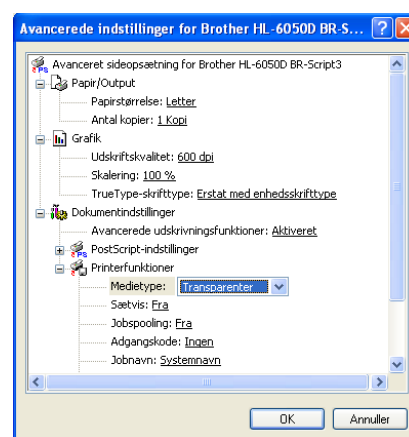 Avancerede indstillinger for Brother HL-6050D BR-S...
Avanceret sideopsætning for Brother HL-6050D BR-Script3
Papir/Output
Papirstørrelse: Letter
Antal kopier: 1 Kopi
Grafik
Udskriftskvalitet: 600 dpi
Skalering: 100 %
TrueType-skrifttype: Erstat med enhedsskrifttype
Dokumentindstillinger
Avancerede udskrivningsfunktioner: Aktiveret
PostScript-indstillinger
Printerfunktioner
Medietype: Transparenter
Sætvis: Fra
Jobspooling: Fra
Adgangskode: Ingen
Jobnavn: Systemnavn
OK Annuller